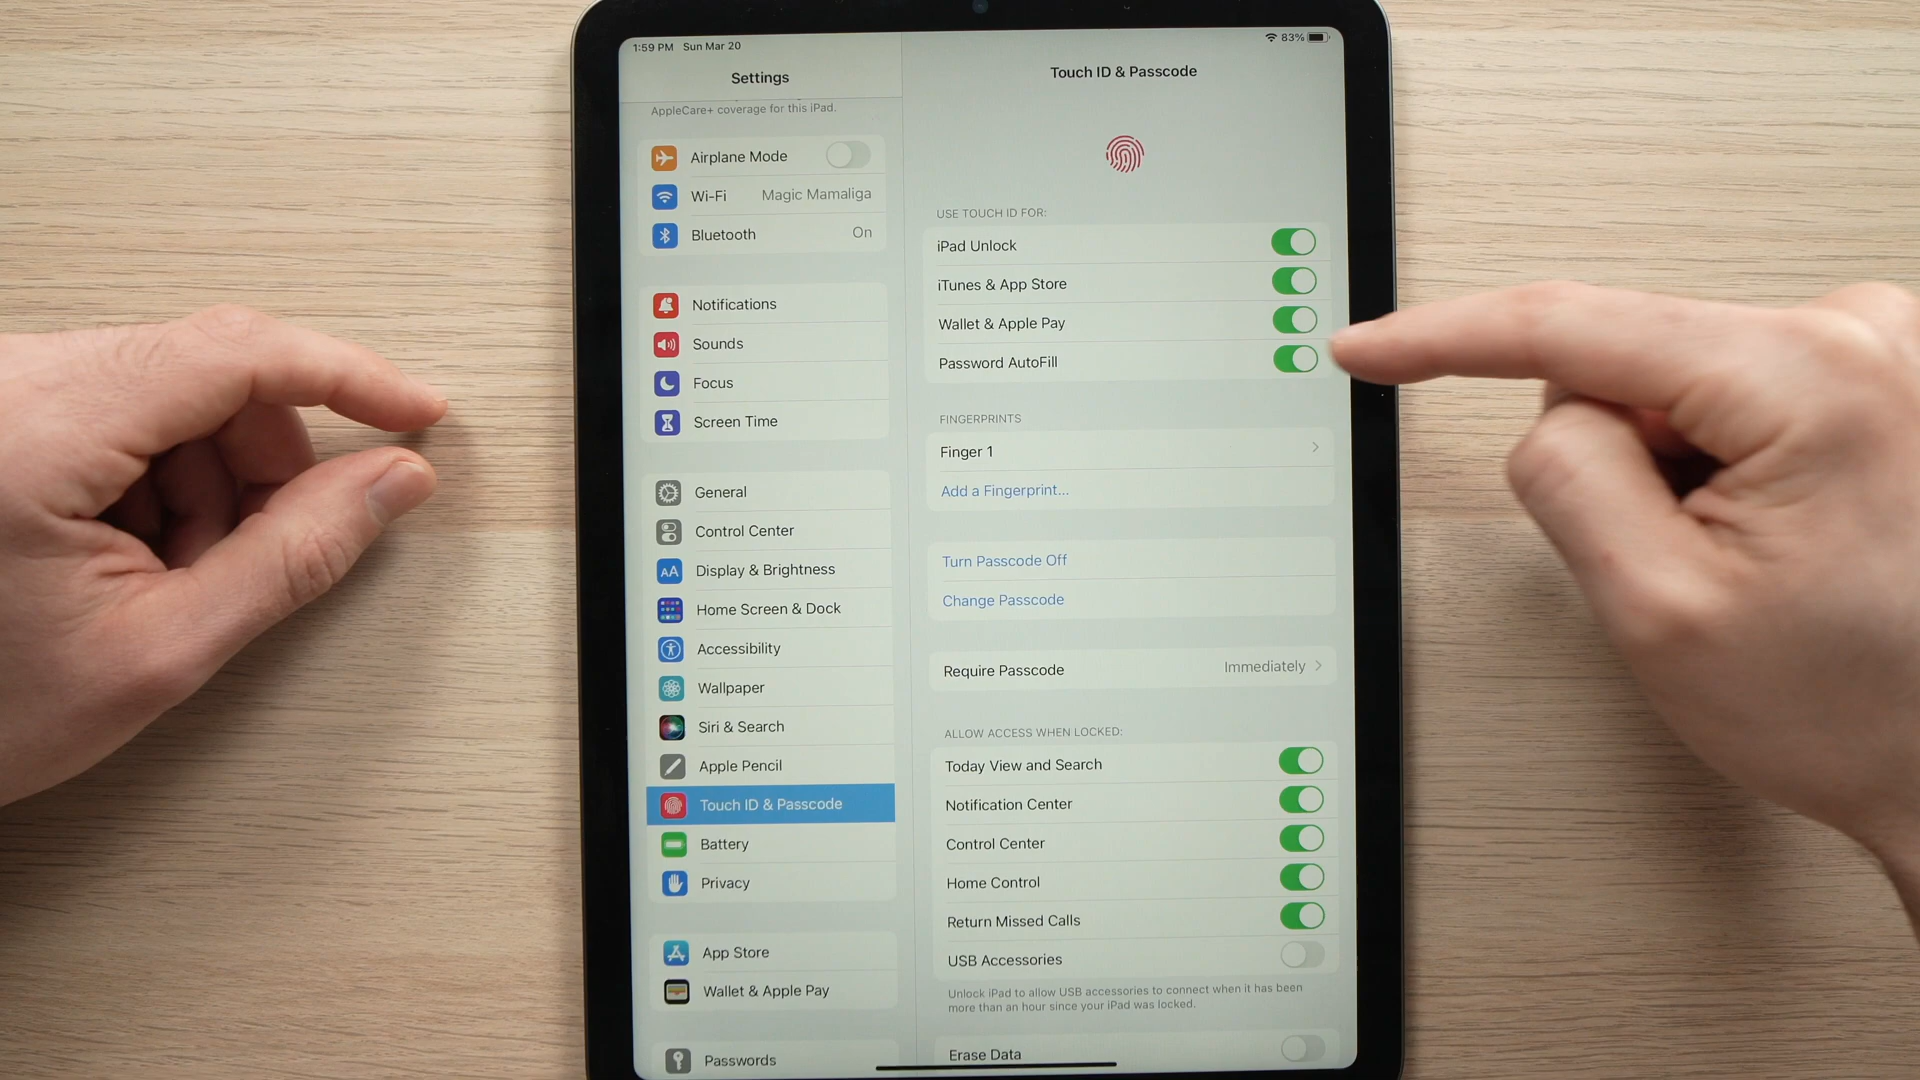 1:59 PM Sun Mar 20
83%
Settings
AppleCare+ coverage for this iPad.
Airplane Mode
Wi-Fi Magic Mamaliga
Bluetooth On
Notifications
Sounds
Focus
Screen Time
General
Control Center
AA Display & Brightness
Home Screen & Dock
Accessibility
Wallpaper
Siri & Search
Apple Pencil
Touch ID & Passcode
Battery
Privacy
App Store
Wallet & Apple Pay
Passwords
Touch ID & Passcode
USE TOUCH ID FOR:
iPad Unlock
iTunes & App Store
Wallet & Apple Pay
Password AutoFill
FINGERPRINTS
Finger 1
Add a Fingerprint...
Turn Passcode Off
Change Passcode
Require Passcode Immediately
ALLOW ACCESS WHEN LOCKED:
Today View and Search
Notification Center
Control Center
Home Control
Return Missed Calls
USB Accessories
Unlock iPad to allow USB accessories to connect when it has been
more than an hour since your iPad was locked.
Erase Data